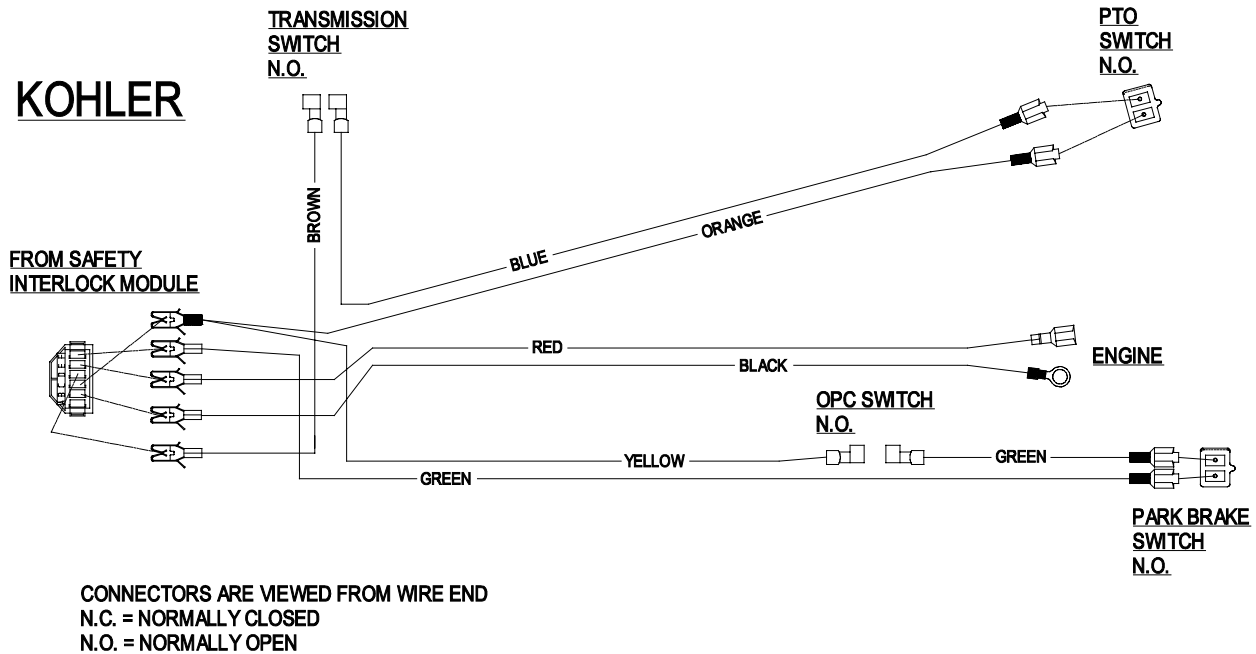 TRANSMISSION
SWITCH
N.O.
PTO
SWITCH
N.O.
KOHLER
BROWN
BLUE
ORANGE
FROM SAFETY
INTERLOCK MODULE
RED
BLACK
ENGINE
OPC SWITCH
N.O.
YELLOW
GREEN
GREEN
PARK BRAKE
SWITCH
N.O.
CONNECTORS ARE VIEWED FROM WIRE END
N.C. = NORMALLY CLOSED
N.O. = NORMALLY OPEN